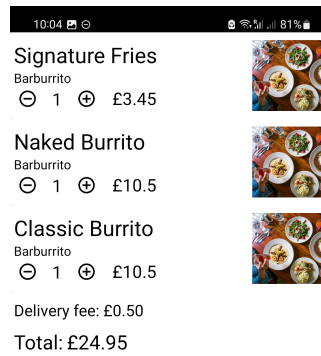 10:04 81%
Signature Fries
Barburrito
1 £3.45
Naked Burrito
Barburrito
1 £10.5
Classic Burrito
Barburrito
1 £10.5
Delivery fee: £0.50
Total: £24.95